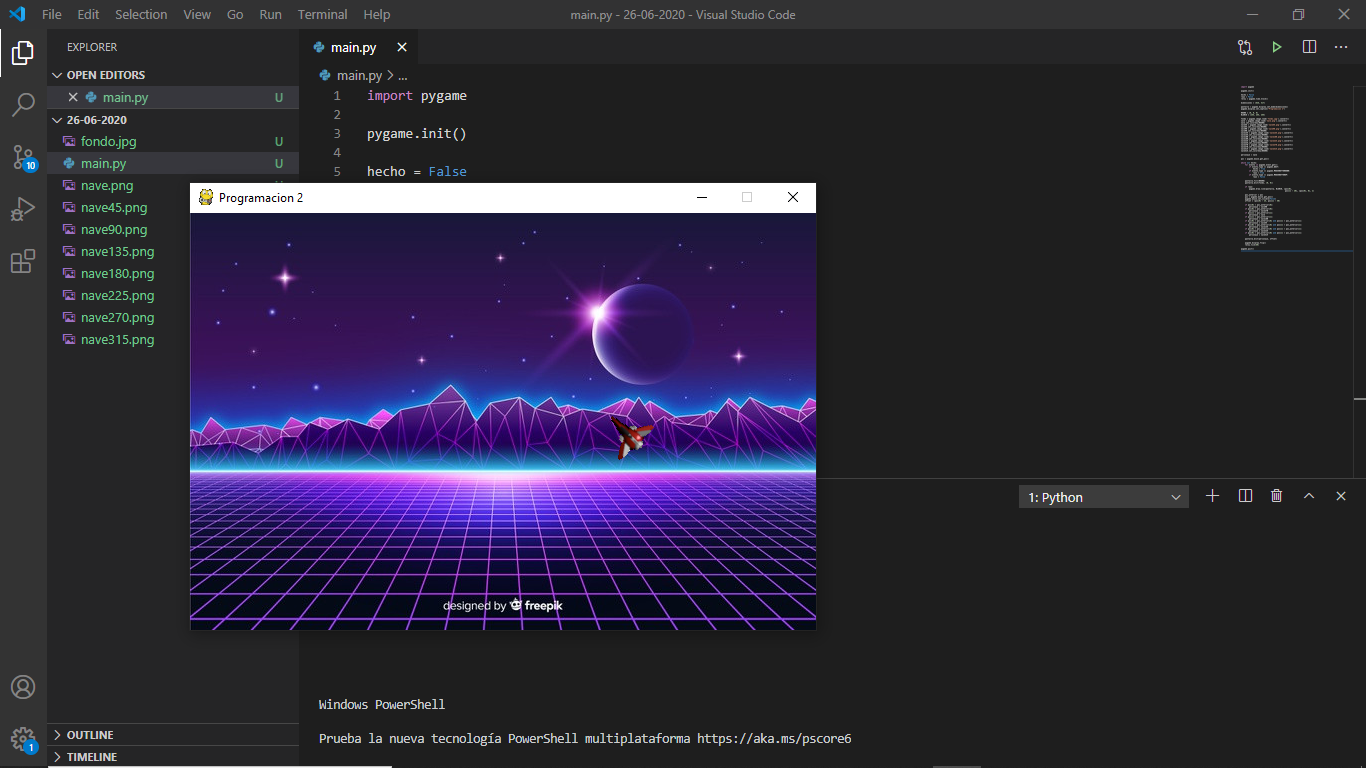 File Edit Selection View Go Run Terminal Help
main.py - 26-06-2020 - Visual Studio Code
EXPLORER
OPEN EDITORS
main.py U
26-06-2020
fondo.jpg U
main.py U
nave.png
nave45.png
nave90.png
nave135.png
nave180.png
nave225.png
nave270.png
nave315.png
OUTLINE
TIMELINE
10
1
main.py
main.py > ...
1 import pygame
2
3 pygame.init()
4
5 hecho = False
Programacion 2
designed by freepik
1: Python
Windows PowerShell
Prueba la nueva tecnología PowerShell multiplataforma https://aka.ms/pscore6